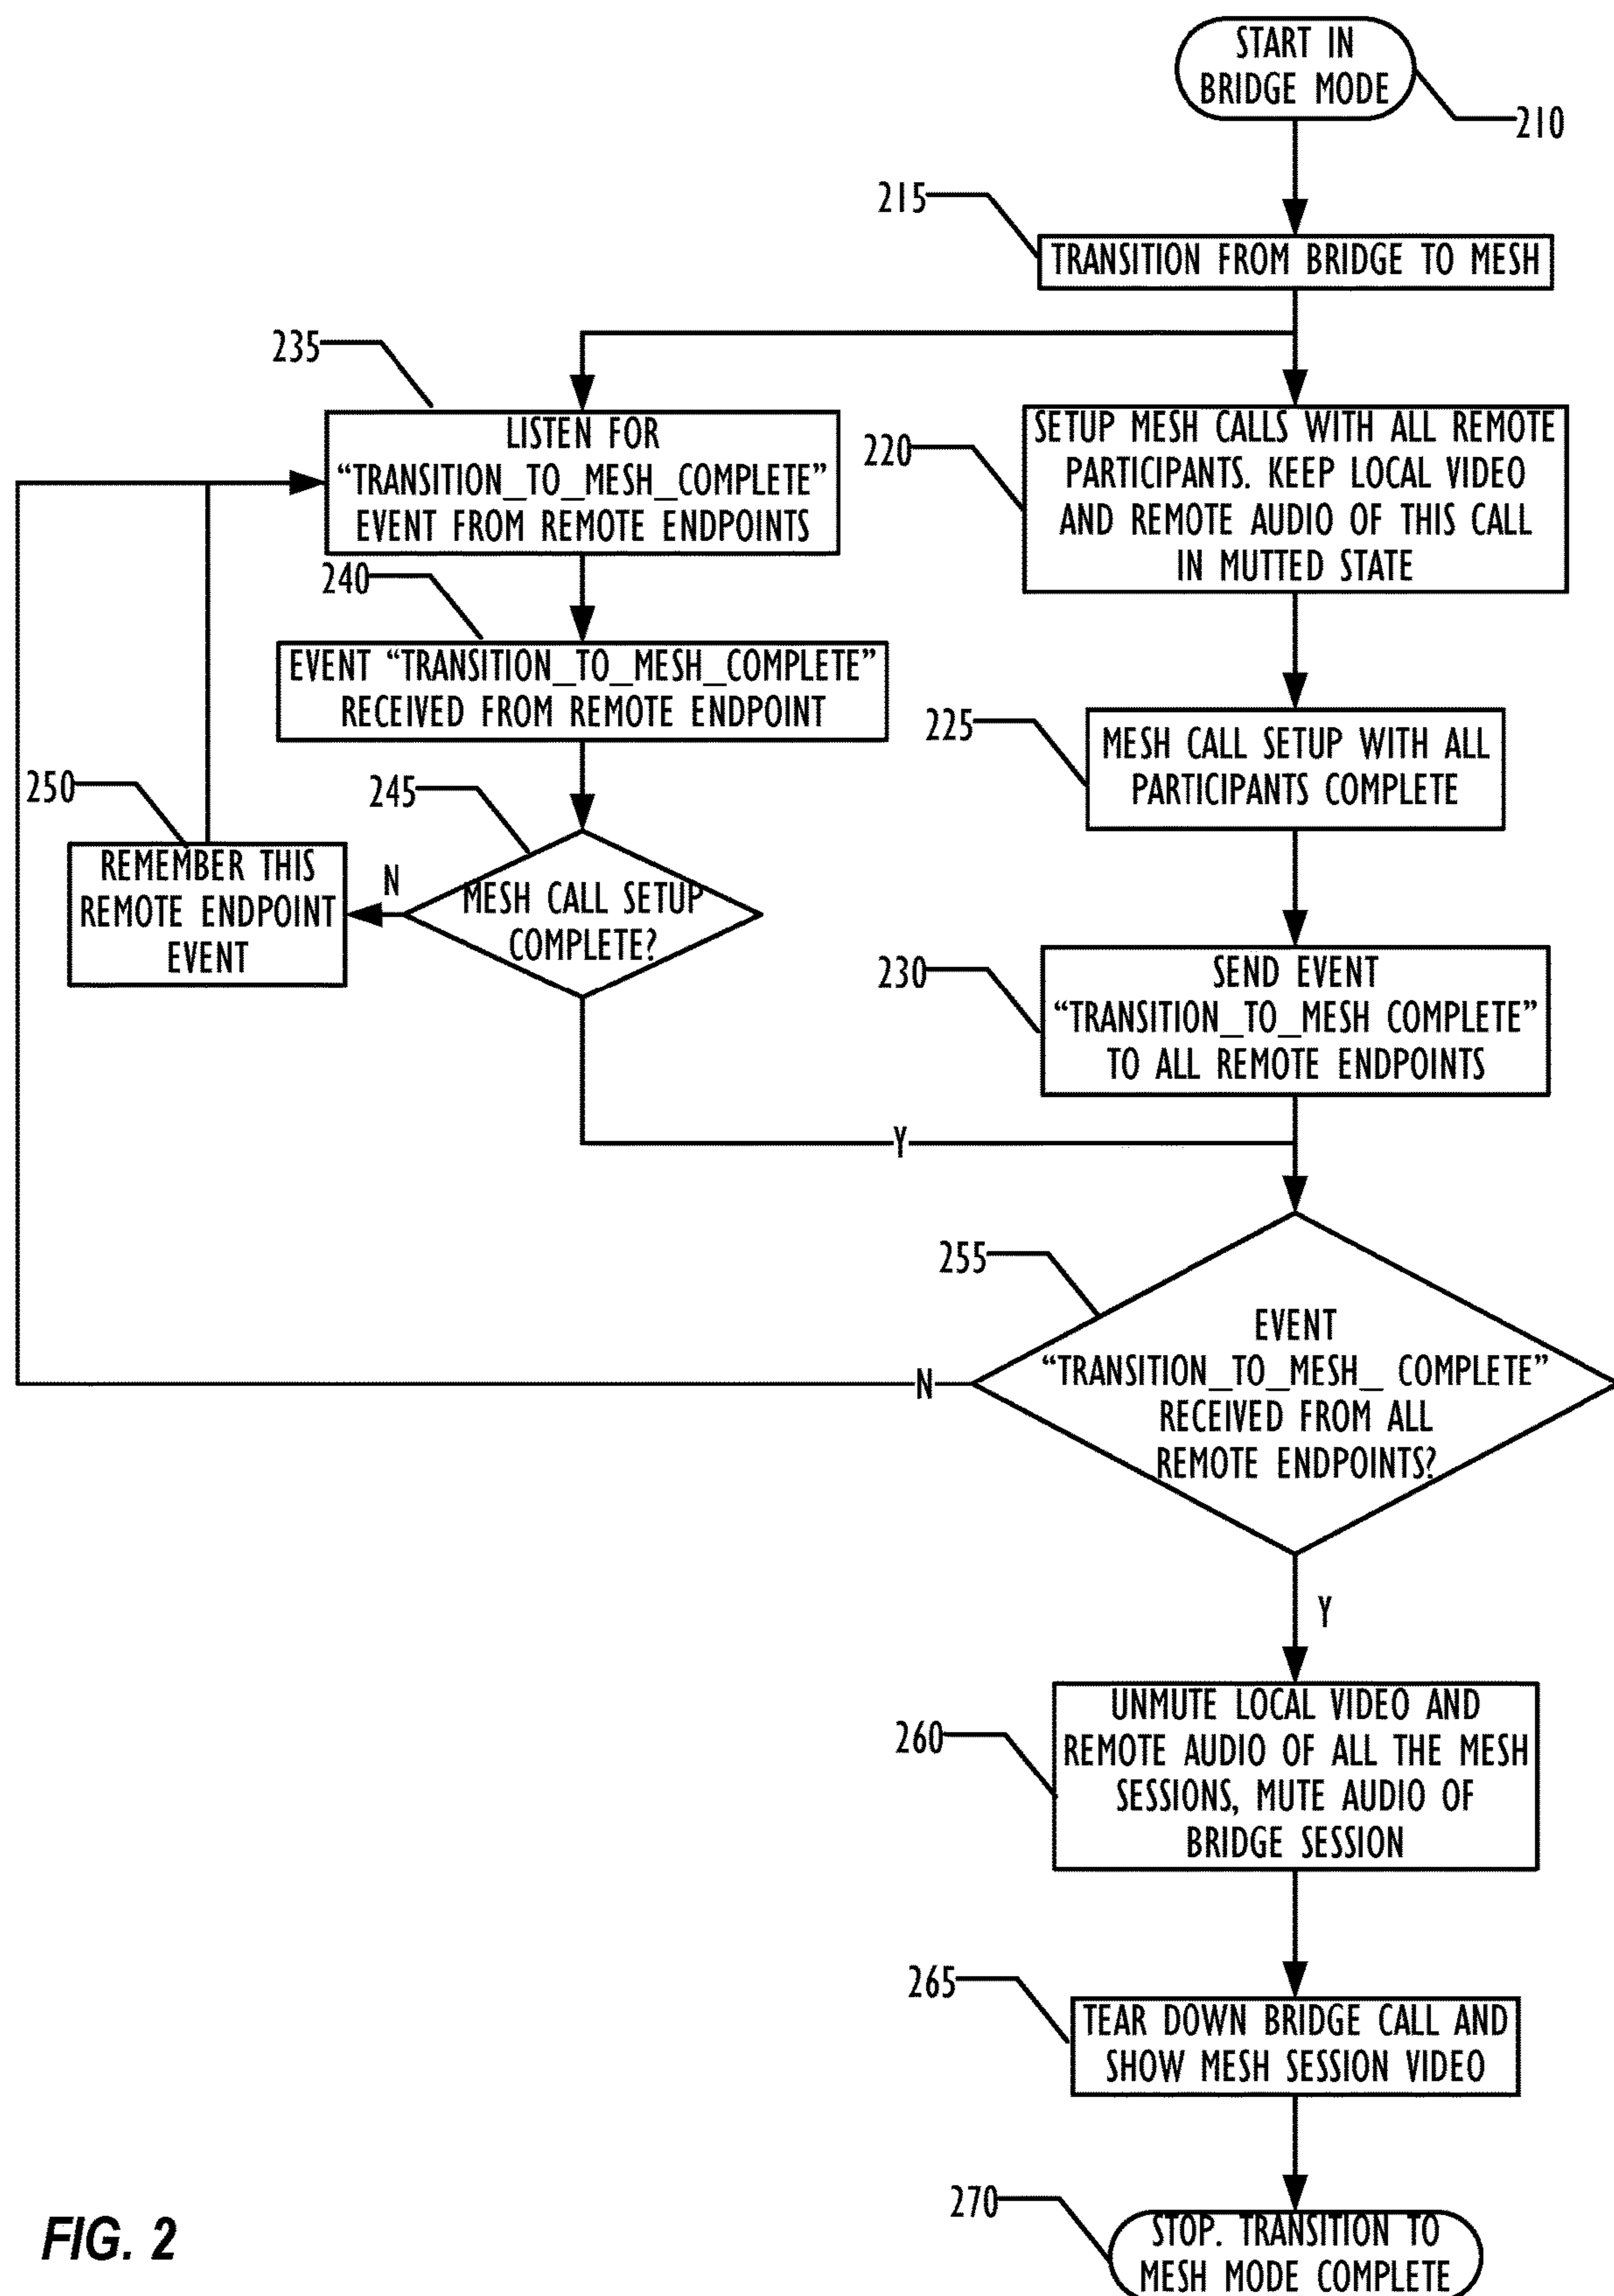 START IN
BRIDGE MODE
210
215
TRANSITION FROM BRIDGE TO MESH
235
LISTEN FOR
“TRANSITION_TO_MESH_COMPLETE”
EVENT FROM REMOTE ENDPOINTS
220
SETUP MESH CALLS WITH ALL REMOTE
PARTICIPANTS. KEEP LOCAL VIDEO
AND REMOTE AUDIO OF THIS CALL
IN MUTTED STATE
240
EVENT “TRANSITION_TO_MESH_COMPLETE”
RECEIVED FROM REMOTE ENDPOINT
225
MESH CALL SETUP WITH ALL
PARTICIPANTS COMPLETE
250
REMEMBER THIS
REMOTE ENDPOINT
EVENT
N
245
MESH CALL SETUP
COMPLETE?
230
SEND EVENT
“TRANSITION_TO_MESH COMPLETE”
TO ALL REMOTE ENDPOINTS
Y
255
EVENT
“TRANSITION_TO_MESH_ COMPLETE”
RECEIVED FROM ALL
REMOTE ENDPOINTS?
N
Y
260
UNMUTE LOCAL VIDEO AND
REMOTE AUDIO OF ALL THE MESH
SESSIONS, MUTE AUDIO OF
BRIDGE SESSION
265
TEAR DOWN BRIDGE CALL AND
SHOW MESH SESSION VIDEO
270
STOP. TRANSITION TO
MESH MODE COMPLETE
FIG. 2